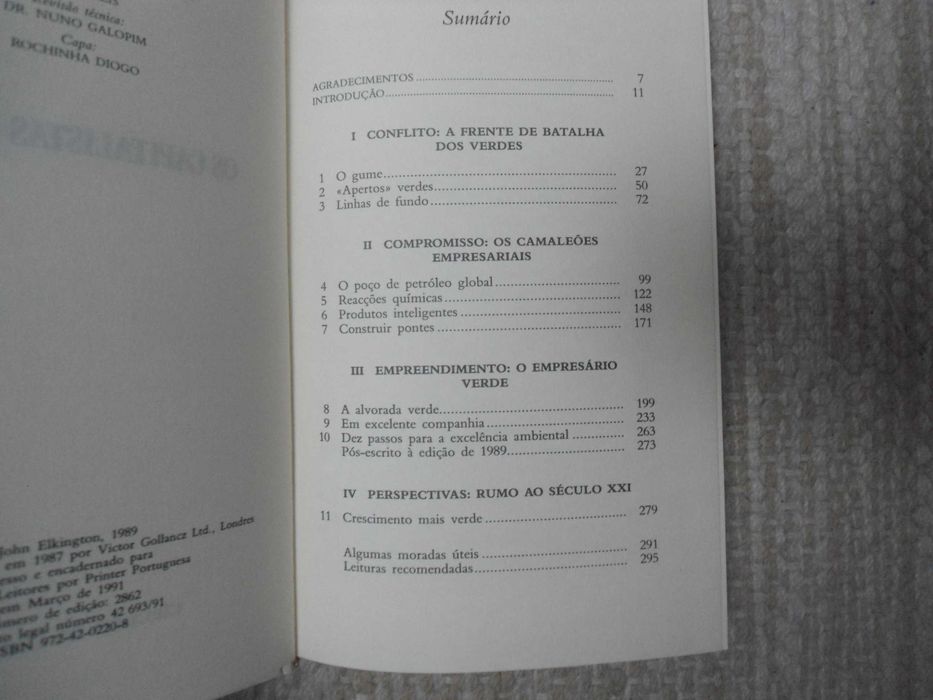 Revisão técnica:
DR. NUNO GALOPIM
Capa:
ROCHINHA DIOGO
OS CAPITALISTAS
John Elkington, 1989
em 1987 por Victor Gollancz Ltd., Londres
esso e encadernado para
Leitores por Printer Portuguesa
em Março de 1991
úmero de edição: 2862
legal número 42 693/91
ISBN 972-42-0220-8
Sumário
AGRADECIMENTOS ........ 7
INTRODUÇÃO ........ 11
I CONFLITO: A FRENTE DE BATALHA
DOS VERDES
1 O gume ........ 27
2 «Apertos» verdes ........ 50
3 Linhas de fundo ........ 72
II COMPROMISSO: OS CAMALEÕES
EMPRESARIAIS
4 O poço de petróleo global ........ 99
5 Reacções químicas ........ 122
6 Produtos inteligentes ........ 148
7 Construir pontes ........ 171
III EMPREENDIMENTO: O EMPRESÁRIO
VERDE
8 A alvorada verde ........ 199
9 Em excelente companhia ........ 233
10 Dez passos para a excelência ambiental ........ 263
Pós-escrito à edição de 1989 ........ 273
IV PERSPECTIVAS: RUMO AO SÉCULO XXI
11 Crescimento mais verde ........ 279
Algumas moradas úteis ........ 291
Leituras recomendadas ........ 295